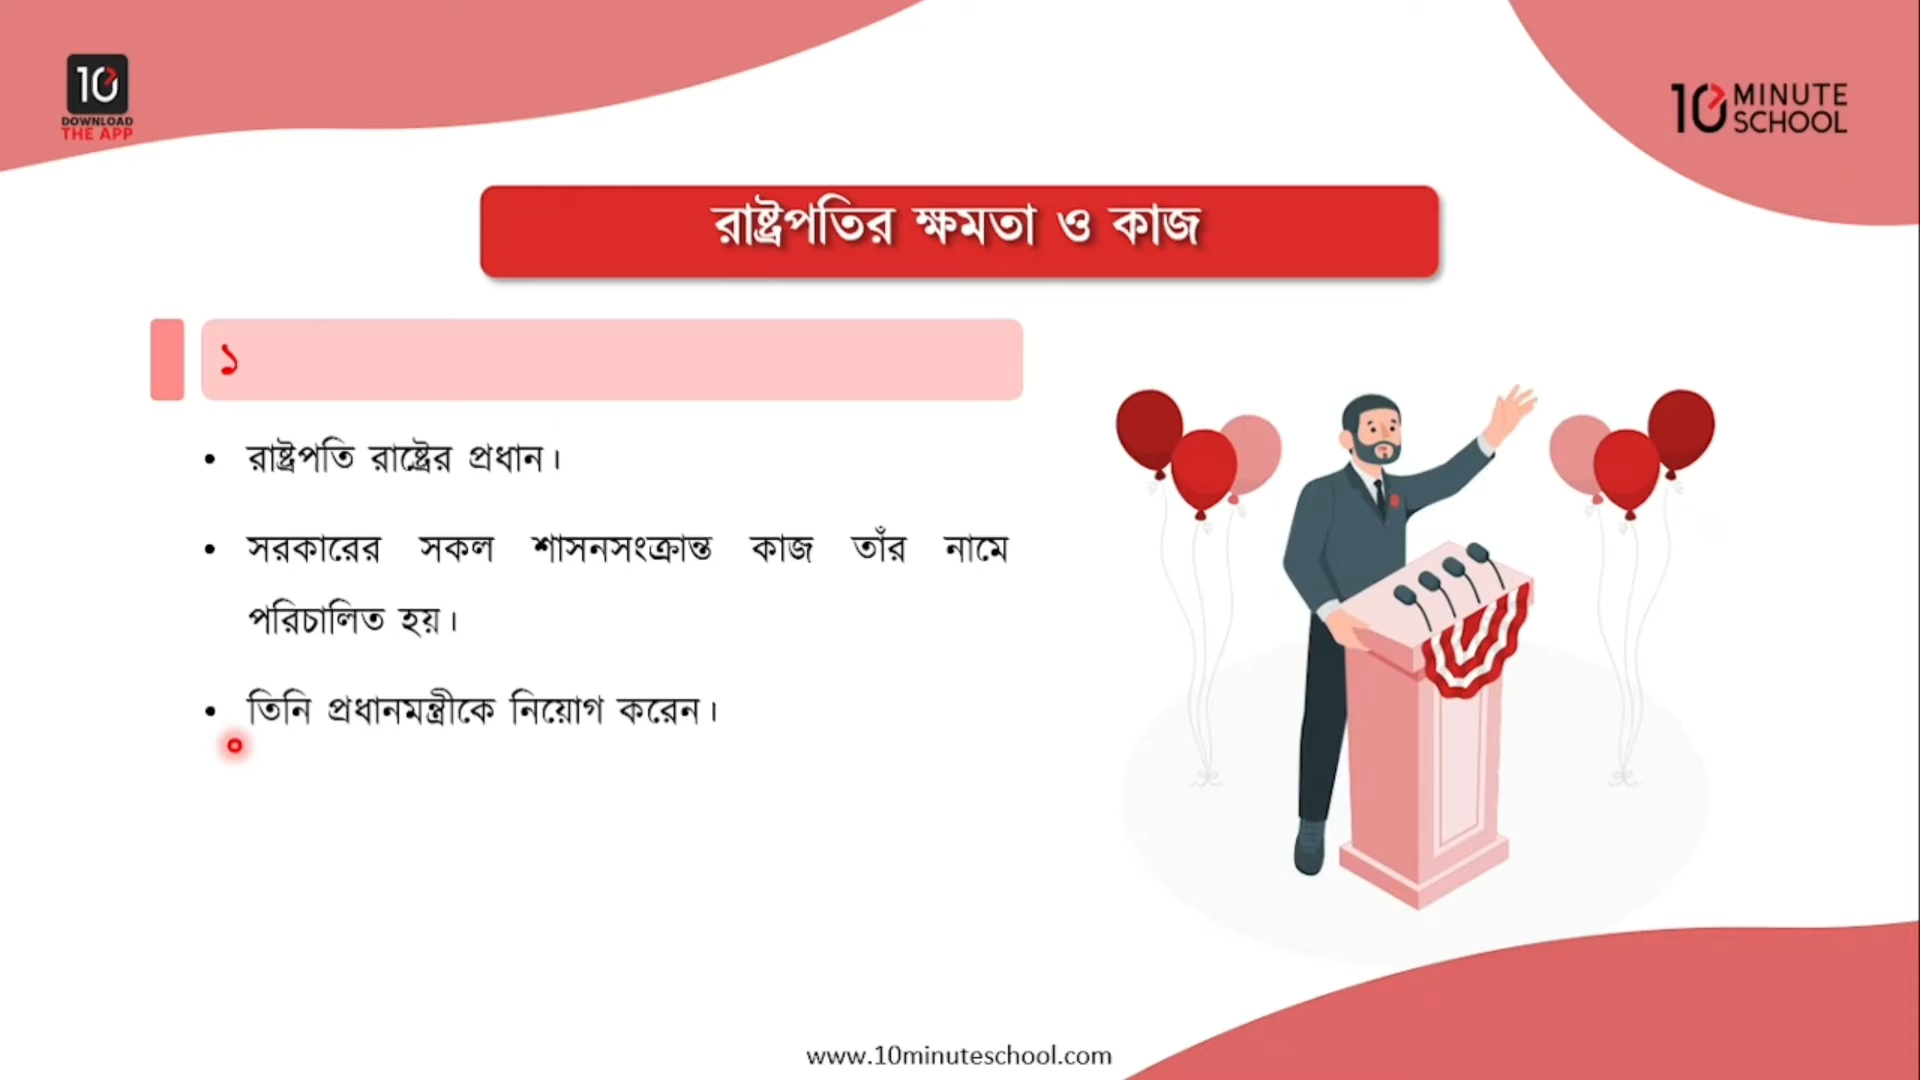 10
DOWNLOAD
THE APP
10 MINUTE
SCHOOL
রাষ্ট্রপতির ক্ষমতা ও কাজ
১
• রাষ্ট্রপতি রাষ্ট্রের প্রধান।
• সরকারের সকল শাসনসংক্রান্ত কাজ তাঁর নামে
পরিচালিত হয়।
• তিনি প্রধানমন্ত্রীকে নিয়োগ করেন।
www.10minuteschool.com